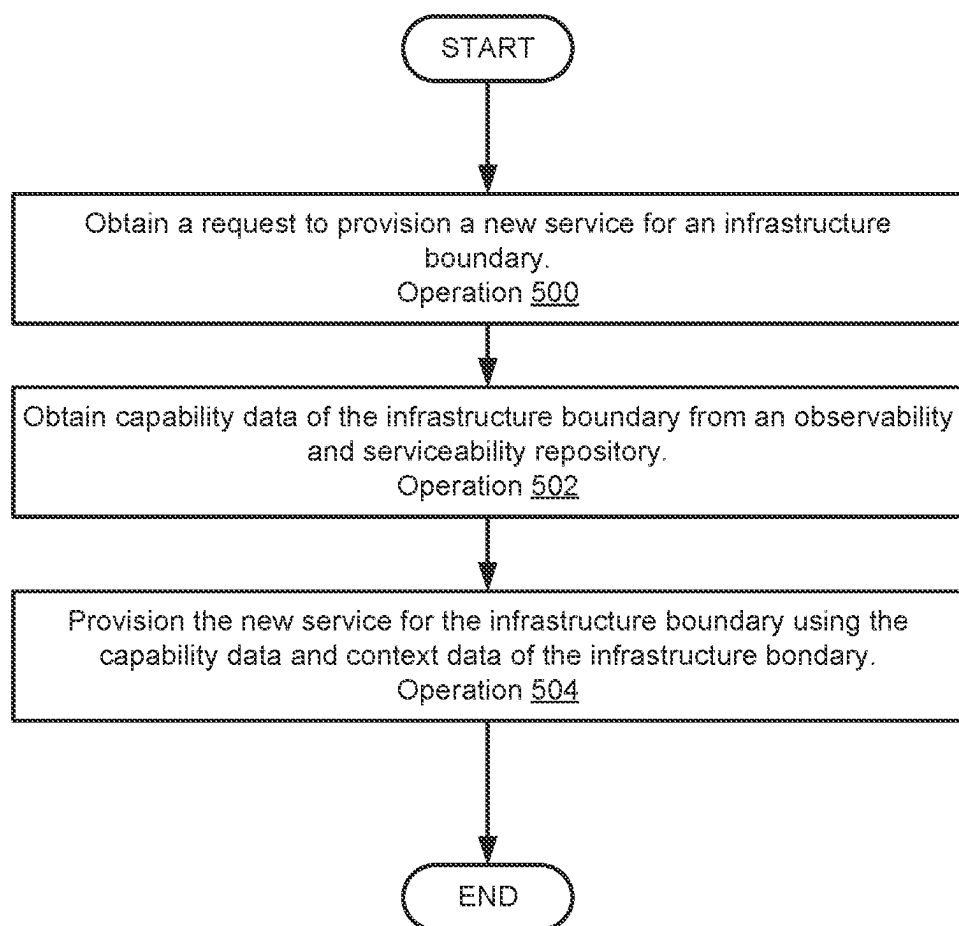 START
Obtain a request to provision a new service for an infrastructure
boundary.
Operation 500
Obtain capability data of the infrastructure boundary from an observability
and serviceability repository.
Operation 502
Provision the new service for the infrastructure boundary using the
capability data and context data of the infrastructure bondary.
Operation 504
END